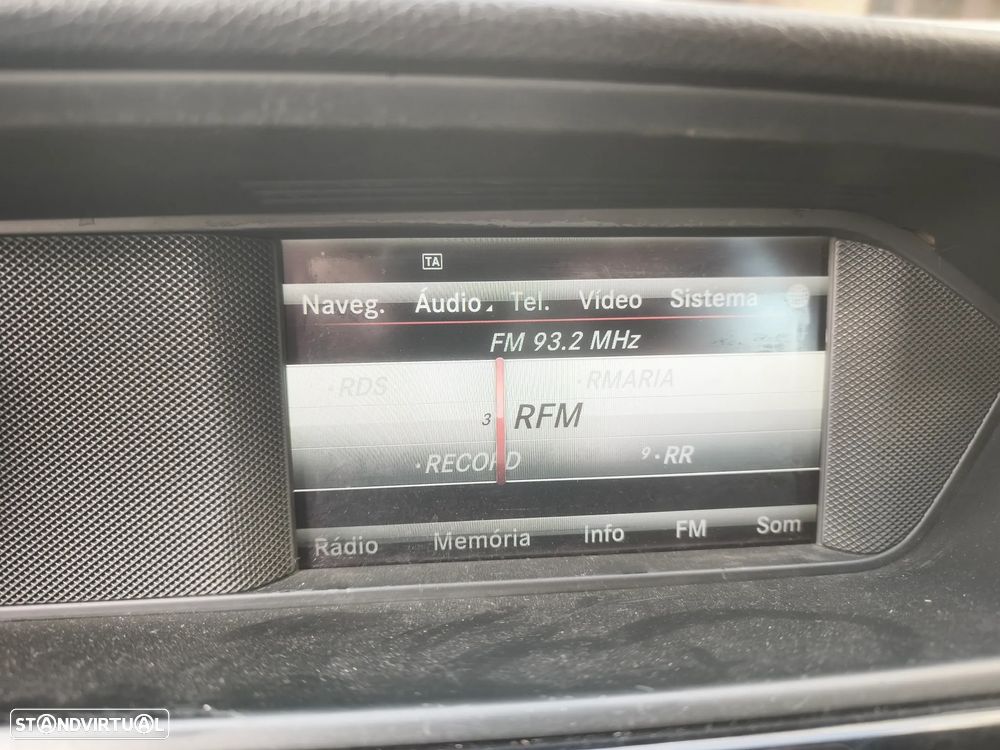 TA
Naveg. Áudio Tel. Vídeo Sistema
FM 93.2 MHz
·RDS ·RMARIA
3 RFM
·RECORD 9·RR
Rádio Memória Info FM Som
STANDVIRTUAL